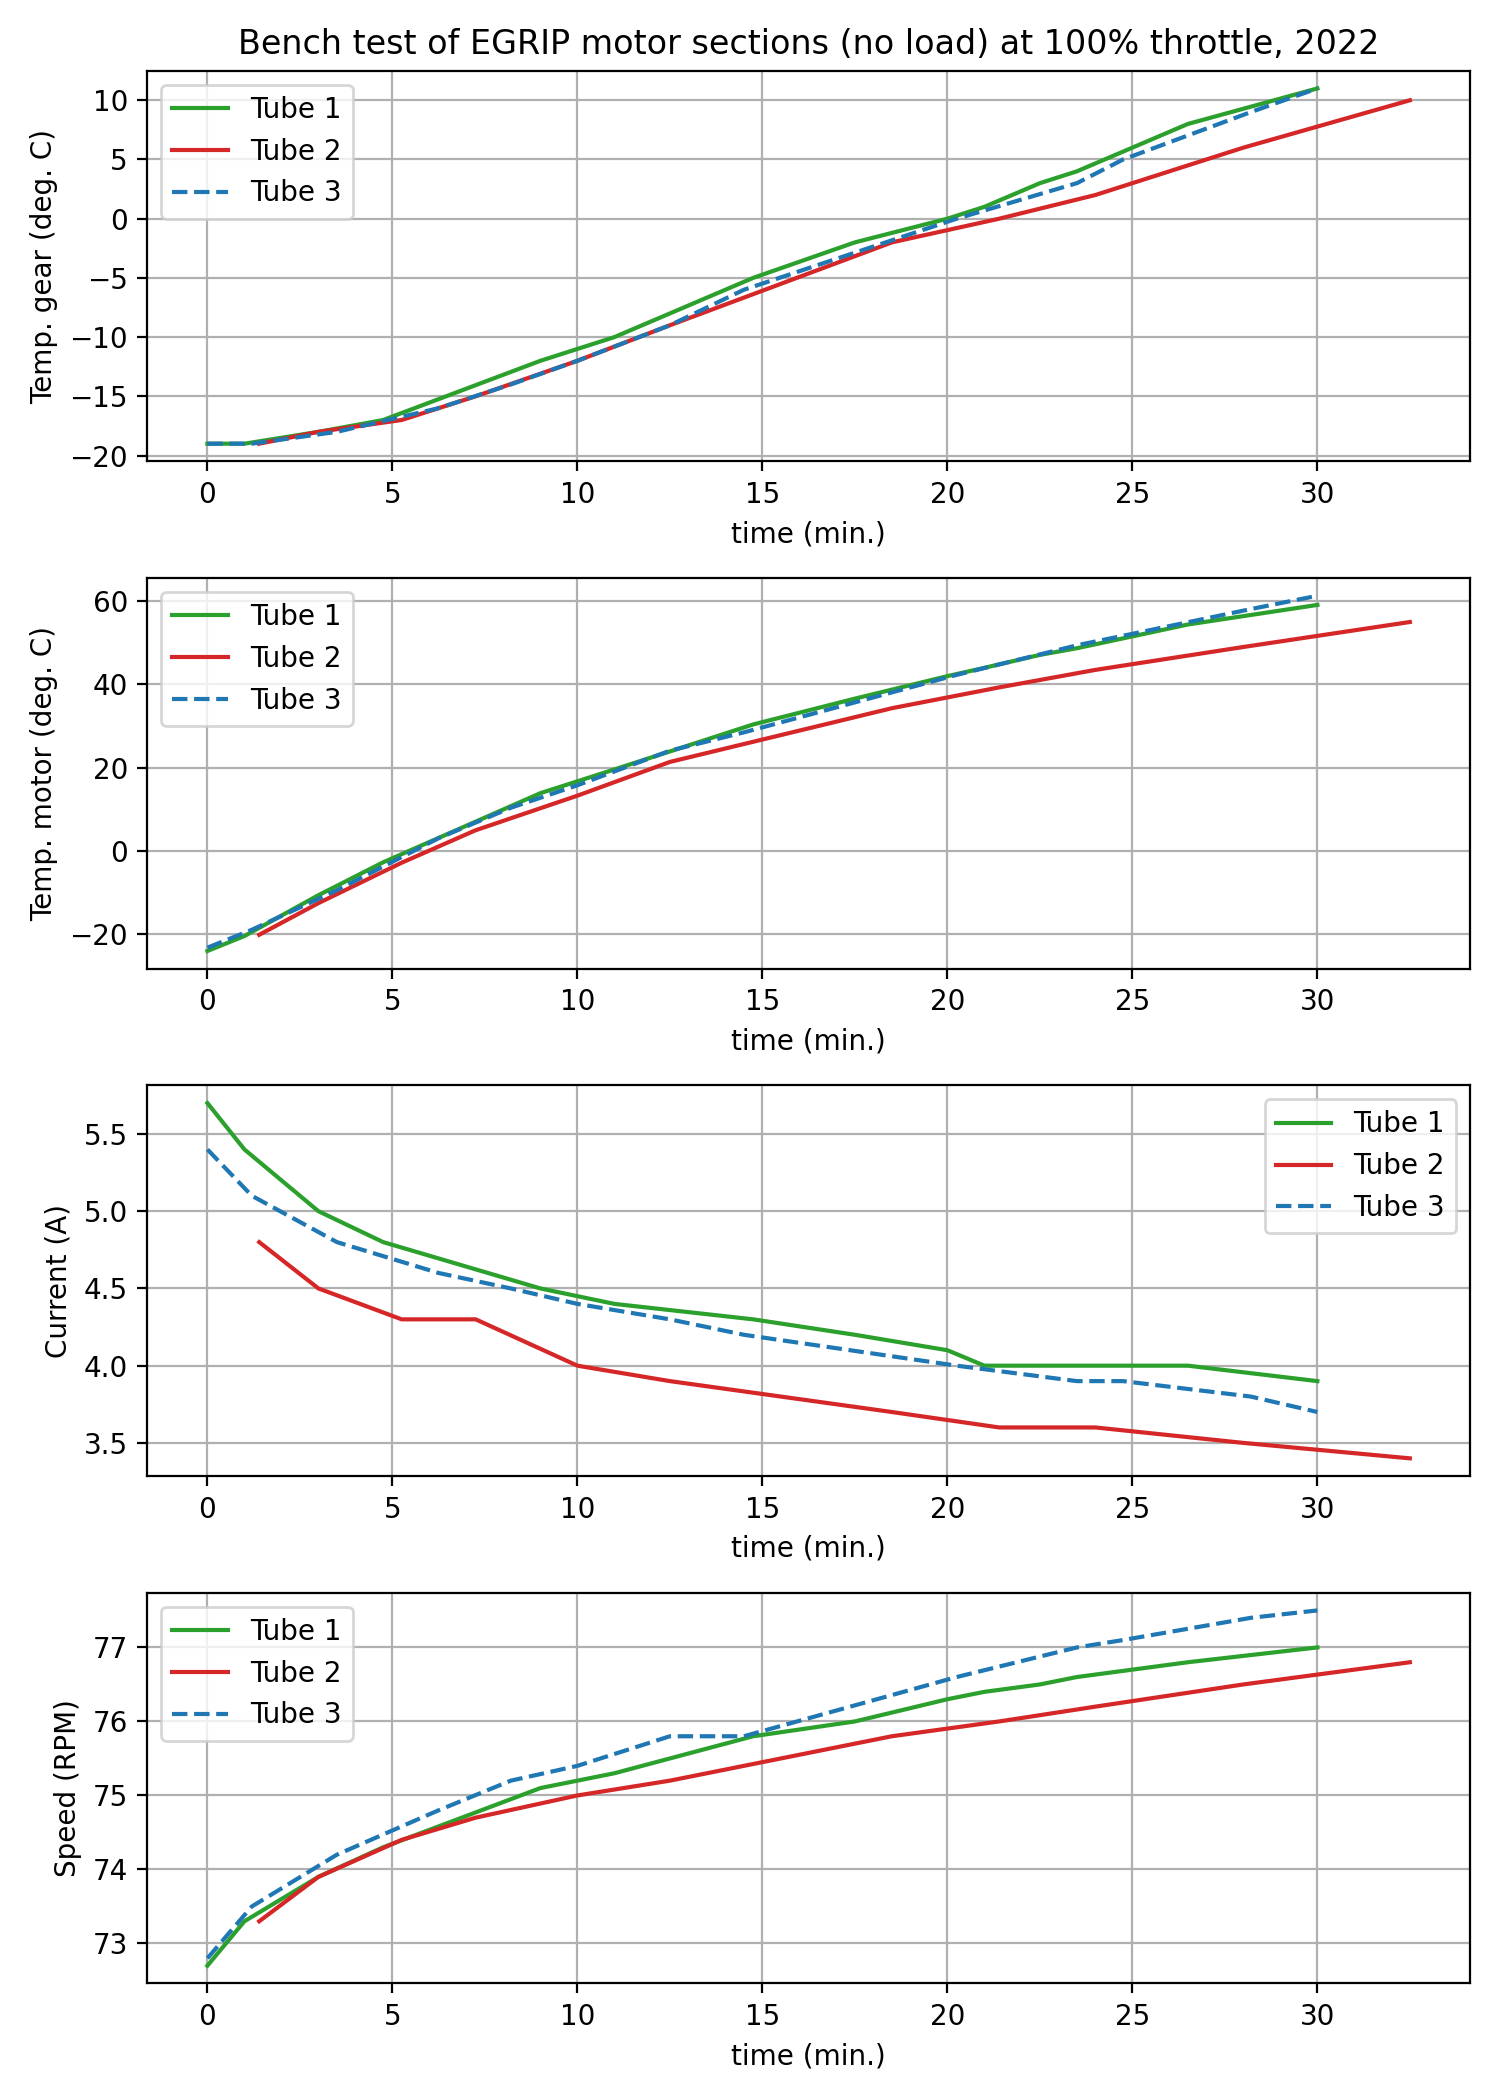 Bench test of EGRIP motor sections (no load) at 100% throttle, 2022
Temp. gear (deg. C)
10
5
0
−5
−10
−15
−20
Tube 1
Tube 2
Tube 3
0 5 10 15 20 25 30
time (min.)
Temp. motor (deg. C)
60
40
20
0
−20
Tube 1
Tube 2
Tube 3
0 5 10 15 20 25 30
time (min.)
Current (A)
5.5
5.0
4.5
4.0
3.5
Tube 1
Tube 2
Tube 3
0 5 10 15 20 25 30
time (min.)
Speed (RPM)
77
76
75
74
73
Tube 1
Tube 2
Tube 3
0 5 10 15 20 25 30
time (min.)